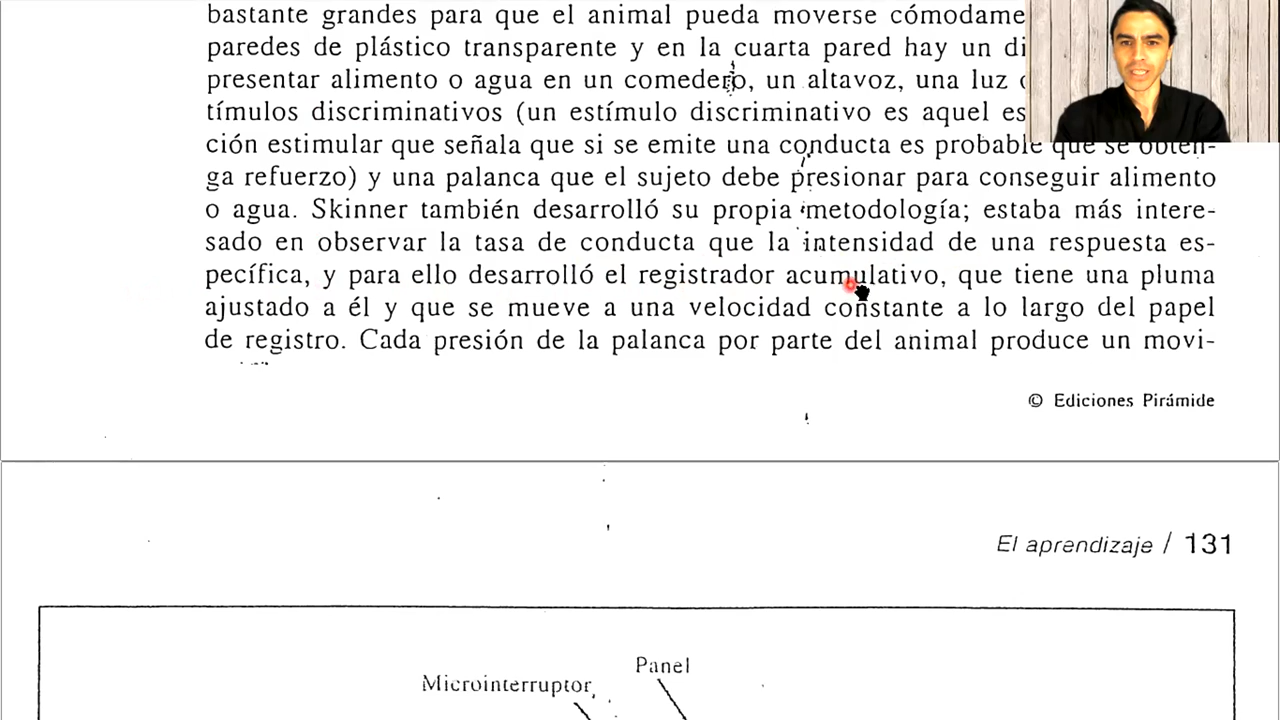 bastante grandes para que el animal pueda moverse cómodame
paredes de plástico transparente y en la cuarta pared hay un di
presentar alimento o agua en un comedero, un altavoz, una luz
tímulos discriminativos (un estímulo discriminativo es aquel es
ción estimular que señala que si se emite una conducta es probable que se obten-
ga refuerzo) y una palanca que el sujeto debe presionar para conseguir alimento
o agua. Skinner también desarrolló su propia metodología; estaba más intere-
sado en observar la tasa de conducta que la intensidad de una respuesta es-
pecífica, y para ello desarrolló el registrador acumulativo, que tiene una pluma
ajustado a él y que se mueve a una velocidad constante a lo largo del papel
de registro. Cada presión de la palanca por parte del animal produce un movi-
© Ediciones Pirámide
El aprendizaje / 131
Panel
Microinterruptor